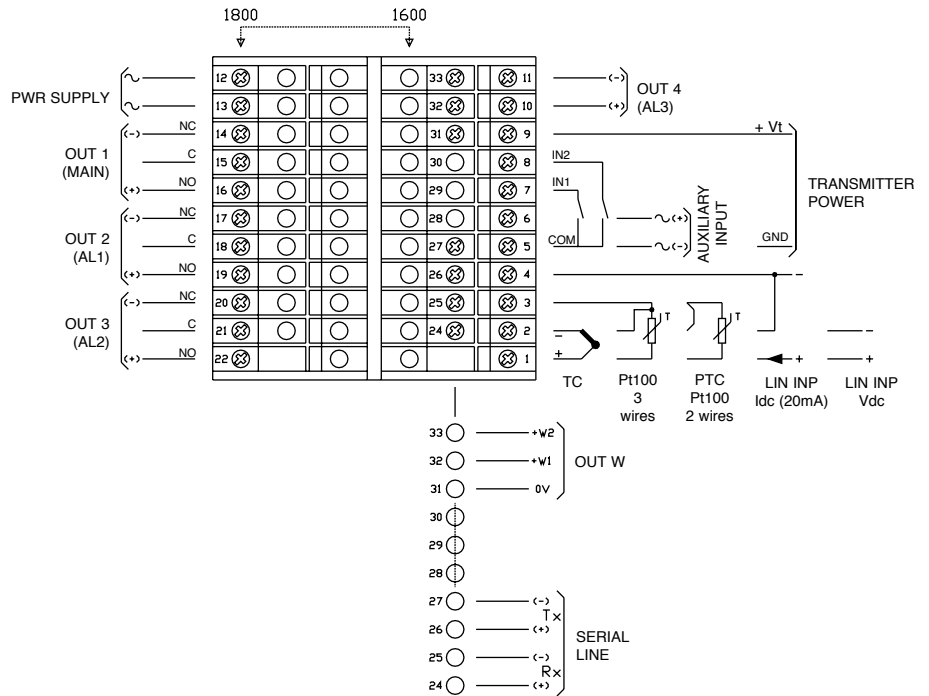 1800 1600
12 33 11 (-)
PWR SUPPLY
OUT 4
(AL3)
13 32 10 (+)
(-) NC 14 31 9 + Vt
OUT 1
(MAIN)
C 15 30 8 IN2
(+) NO 16 29 7 IN1
TRANSMITTER
POWER
(-) NC 17 28 6 (+)
AUXILIARY
INPUT
OUT 2
(AL1)
C 18 27 5 COM (-) GND
(+) NO 19 26 4 -
(-) NC 20 25 3
T T
OUT 3
(AL2)
C 21 24 2 - -
(+) NO 22 1 + + +
TC
Pt100
3
wires
PTC
Pt100
2 wires
LIN INP
Idc (20mA)
LIN INP
Vdc
33 +W2
32 +W1
OUT W
31 0V
30
29
28
27 (-)
Tx
26 (+)
SERIAL
LINE
25 (-)
Rx
24 (+)